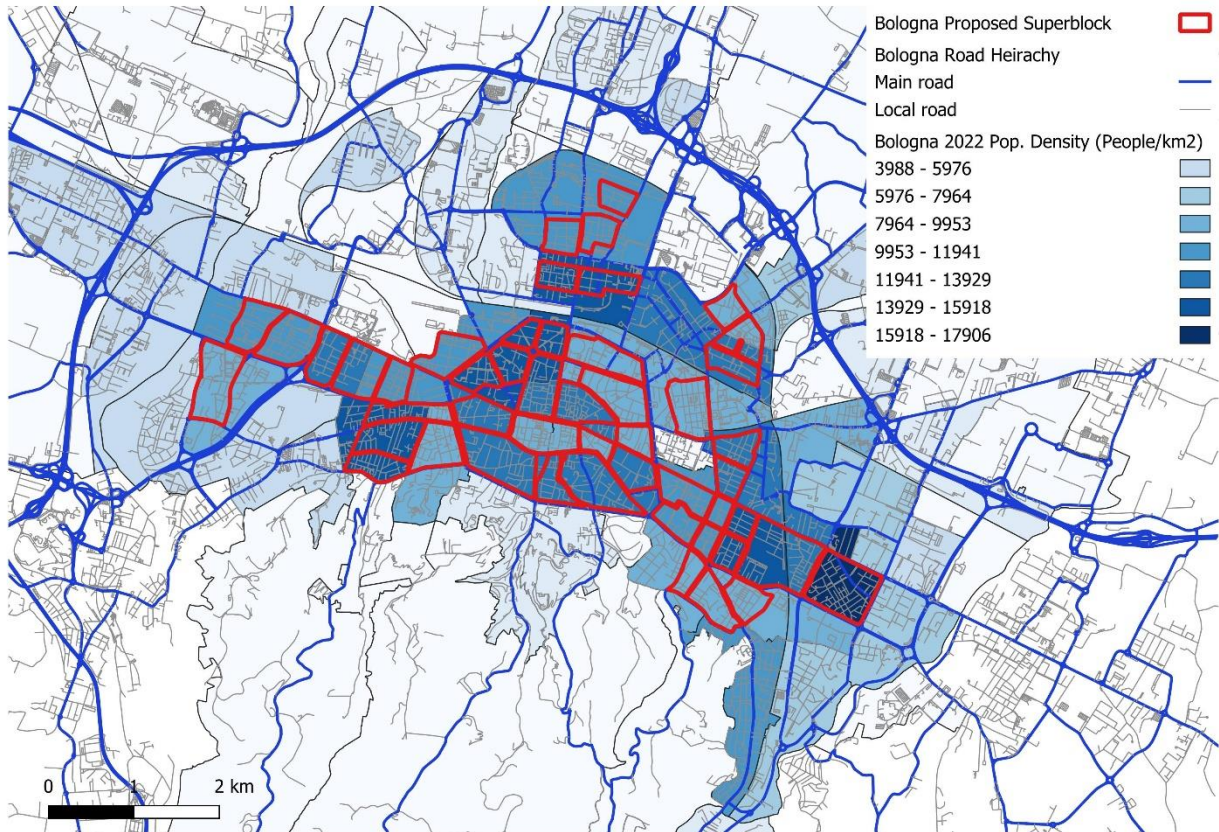 Bologna Proposed Superblock
Bologna Road Heirachy
Main road
Local road
Bologna 2022 Pop. Density (People/km2)
3988 - 5976
5976 - 7964
7964 - 9953
9953 - 11941
11941 - 13929
13929 - 15918
15918 - 17906
0 1 2 km